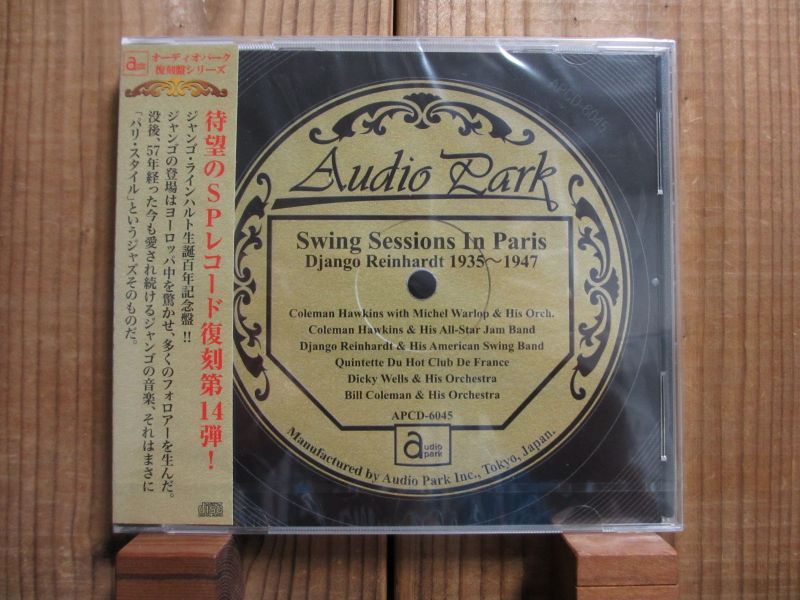 オーディオパーク
復刻盤シリーズ
待望のSPレコード復刻第14弾!
ジャンゴ・ラインハルト生誕百年記念盤!!
ジャンゴの登場はヨーロッパ中を驚かせ、多くのフォロアーを生んだ。
没後、57年経った今も愛され続けるジャンゴの音楽、それはまさに
「パリ・スタイル」というジャズそのものだ。
APCD-6045
Audio Park
Swing Sessions In Paris
Django Reinhardt 1935～1947
Coleman Hawkins with Michel Warlop & His Orch.
Coleman Hawkins & His All-Star Jam Band
Django Reinhardt & His American Swing Band
Quintette Du Hot Club De France
Dicky Wells & His Orchestra
Bill Coleman & His Orchestra
APCD-6045
audio
park
Manufactured by Audio Park Inc., Tokyo, Japan.